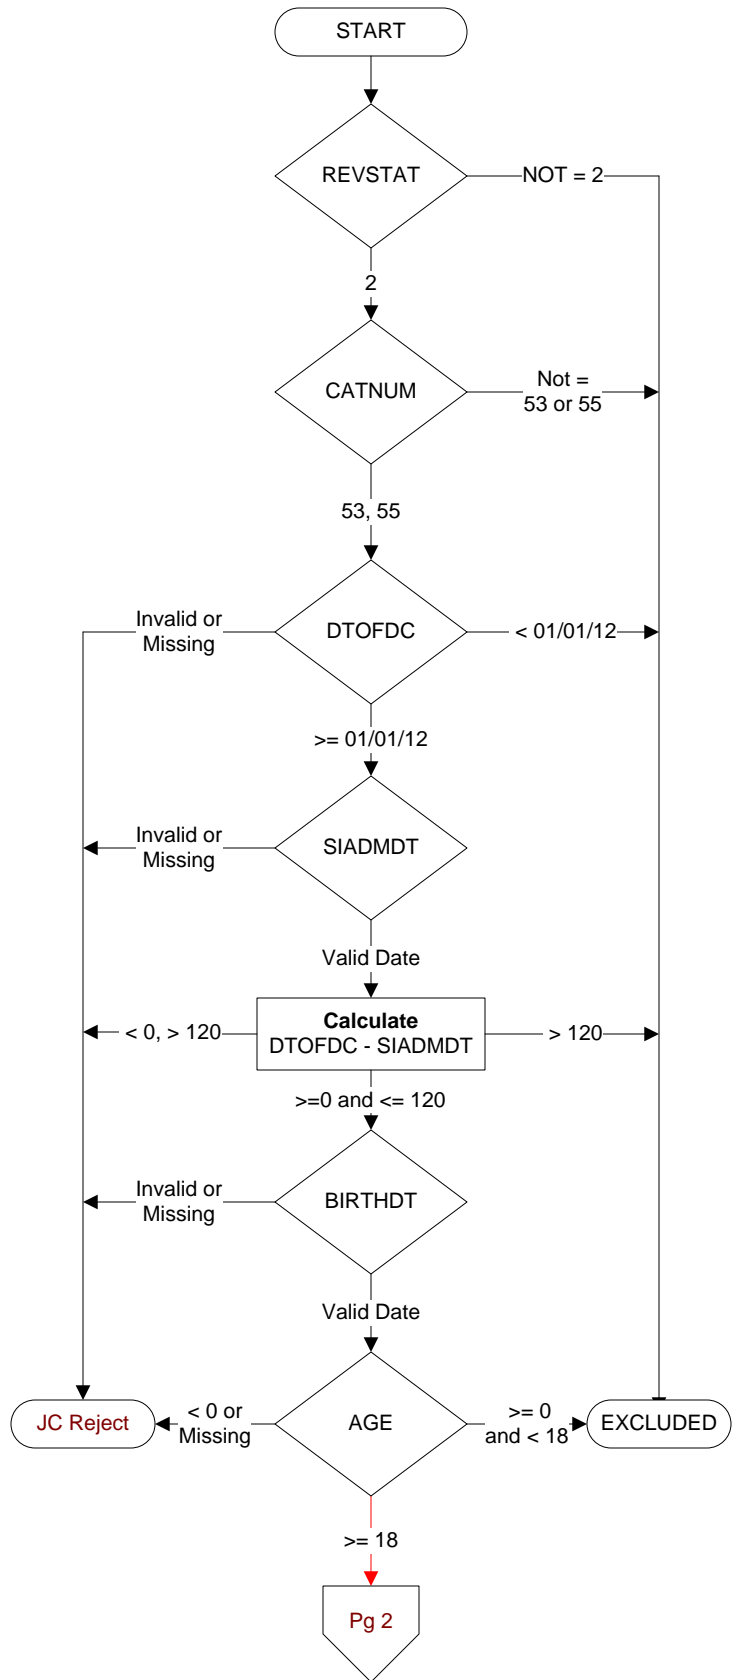 START
REVSTAT
NOT = 2
2
CATNUM
Not =
53 or 55
53, 55
Invalid or
Missing
DTOFDC
< 01/01/12
>= 01/01/12
Invalid or
Missing
SIADMDT
Valid Date
< 0, > 120
Calculate
DTOFDC - SIADMDT
> 120
>=0 and <= 120
Invalid or
Missing
BIRTHDT
Valid Date
JC Reject
< 0 or
Missing
AGE
>= 0
and < 18
EXCLUDED
>= 18
Pg 2